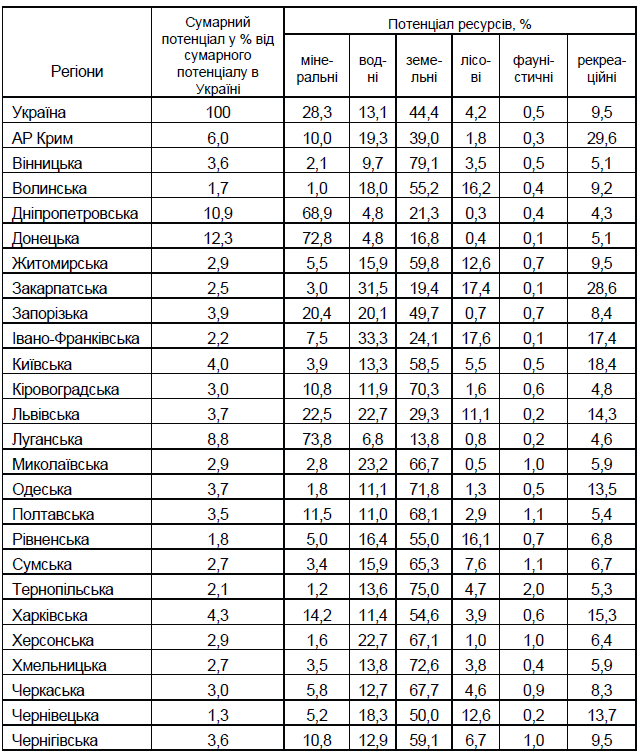 Регіони Сумарний потенціал у % від сумарного потенціалу в Україні Потенціал ресурсів, %
міне-ральні вод-ні земе-льні лісо-ві фауні-стичні рекреа-ційні
Україна 100 28,3 13,1 44,4 4,2 0,5 9,5
АР Крим 6,0 10,0 19,3 39,0 1,8 0,3 29,6
Вінницька 3,6 2,1 9,7 79,1 3,5 0,5 5,1
Волинська 1,7 1,0 18,0 55,2 16,2 0,4 9,2
Дніпропетровська 10,9 68,9 4,8 21,3 0,3 0,4 4,3
Донецька 12,3 72,8 4,8 16,8 0,4 0,1 5,1
Житомирська 2,9 5,5 15,9 59,8 12,6 0,7 9,5
Закарпатська 2,5 3,0 31,5 19,4 17,4 0,1 28,6
Запорізька 3,9 20,4 20,1 49,7 0,7 0,7 8,4
Івано-Франківська 2,2 7,5 33,3 24,1 17,6 0,1 17,4
Київська 4,0 3,9 13,3 58,5 5,5 0,5 18,4
Кіровоградська 3,0 10,8 11,9 70,3 1,6 0,6 4,8
Львівська 3,7 22,5 22,7 29,3 11,1 0,2 14,3
Луганська 8,8 73,8 6,8 13,8 0,8 0,2 4,6
Миколаївська 2,9 2,8 23,2 66,7 0,5 1,0 5,9
Одеська 3,7 1,8 11,1 71,8 1,3 0,5 13,5
Полтавська 3,5 11,5 11,0 68,1 2,9 1,1 5,4
Рівненська 1,8 5,0 16,4 55,0 16,1 0,7 6,8
Сумська 2,7 3,4 15,9 65,3 7,6 1,1 6,7
Тернопільська 2,1 1,2 13,6 75,0 4,7 2,0 5,3
Харківська 4,3 14,2 11,4 54,6 3,9 0,6 15,3
Херсонська 2,9 1,6 22,7 67,1 1,0 1,0 6,4
Хмельницька 2,7 3,5 13,8 72,6 3,8 0,4 5,9
Черкаська 3,0 5,8 12,7 67,7 4,6 0,9 8,3
Чернівецька 1,3 5,2 18,3 50,0 12,6 0,2 13,7
Чернігівська 3,6 10,8 12,9 59,1 6,7 1,0 9,5